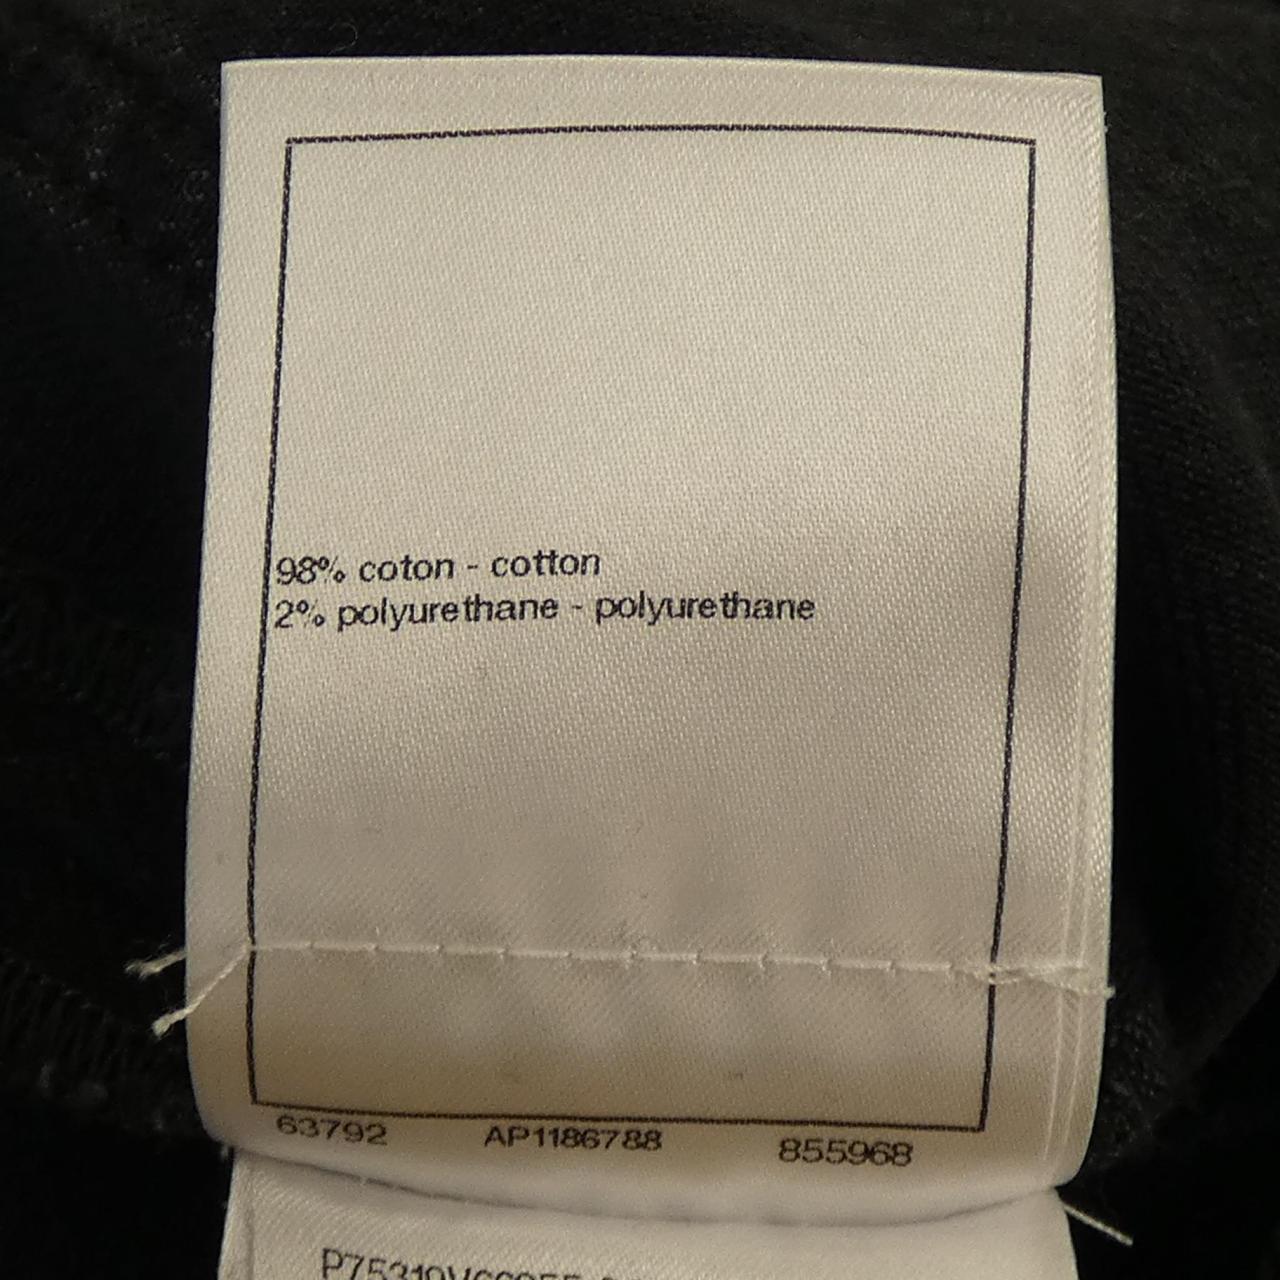 98% coton - cotton
2% polyurethane - polyurethane
63792 AP1186788 855968